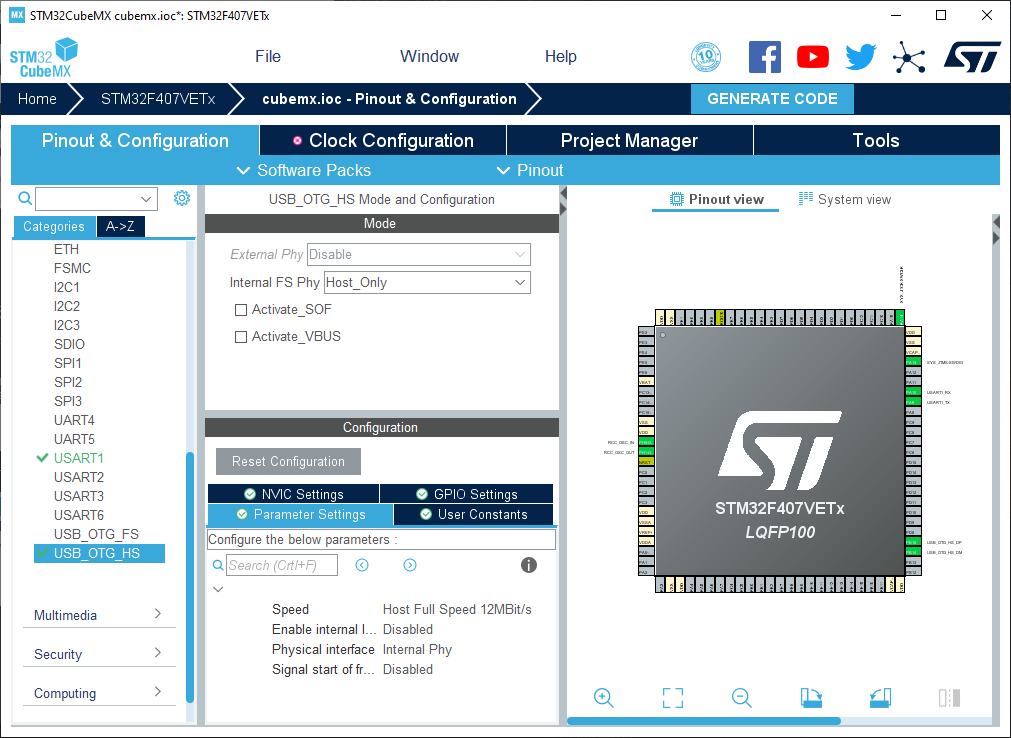 MX STM32CubeMX cubemx.ioc*: STM32F407VETx
STM32
CubeMX
File Window Help
10
Home STM32F407VETx cubemx.ioc - Pinout & Configuration GENERATE CODE
Pinout & Configuration Clock Configuration Project Manager Tools
Software Packs Pinout
Categories A->Z
ETH
FSMC
I2C1
I2C2
I2C3
SDIO
SPI1
SPI2
SPI3
UART4
UART5
USART1
USART2
USART3
USART6
USB_OTG_FS
USB_OTG_HS
Multimedia
Security
Computing
USB_OTG_HS Mode and Configuration
Mode
External Phy Disable
Internal FS Phy Host_Only
Activate_SOF
Activate_VBUS
Configuration
Reset Configuration
NVIC Settings GPIO Settings
Parameter Settings User Constants
Configure the below parameters :
Search (Crtl+F)
Speed Host Full Speed 12MBit/s
Enable internal I... Disabled
Physical interface Internal Phy
Signal start of fr... Disabled
Pinout view System view
RCC_OSC_IN
RCC_OSC_OUT
USART1_RX
USART1_TX
USB_OTG_HS_DP
USB_OTG_HS_DM
ST
STM32F407VETx
LQFP100